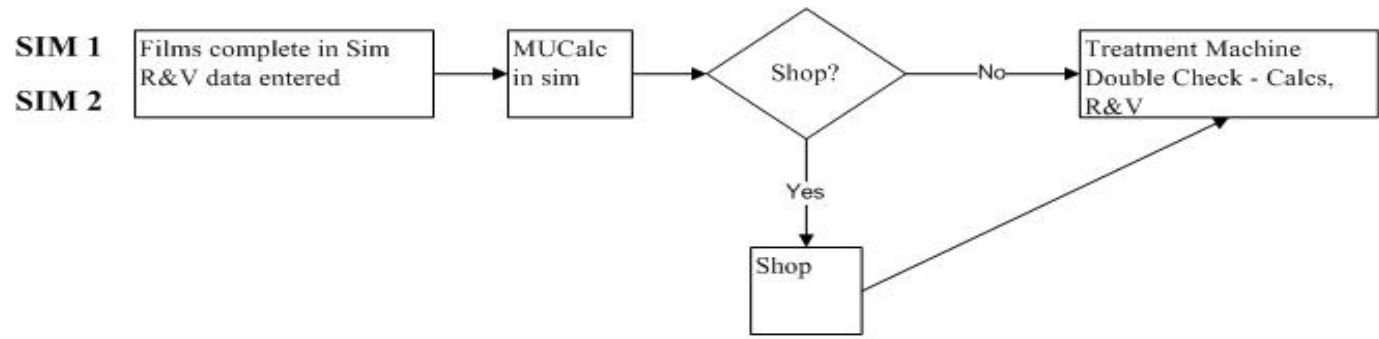 SIM 1
SIM 2
Films complete in Sim
R&V data entered
MUCalc
in sim
Shop?
No
Treatment Machine
Double Check - Calcs,
R&V
Yes
Shop